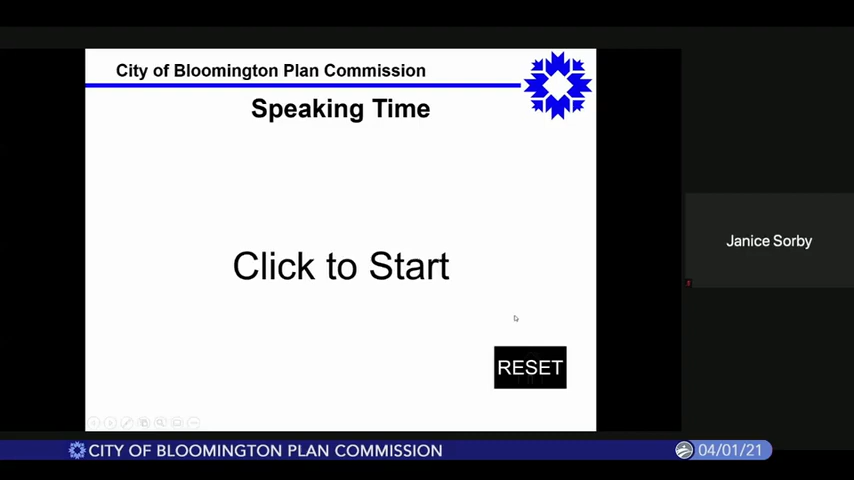 City of Bloomington Plan Commission
Speaking Time
Click to Start
Janice Sorby
RESET
CITY OF BLOOMINGTON PLAN COMMISSION
04/01/21